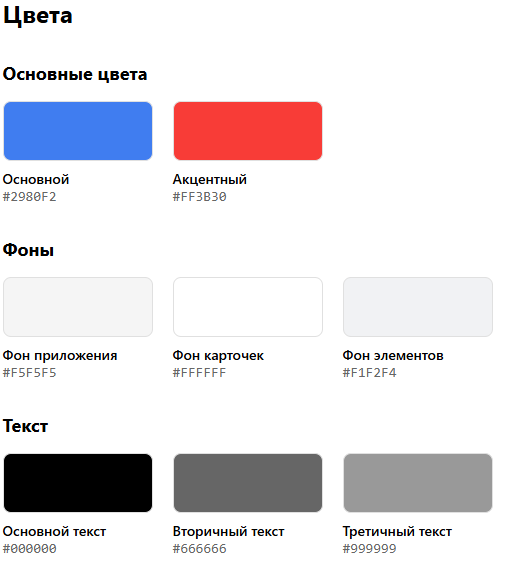 Цвета
Основные цвета
Основной
#2980F2
Акцентный
#FF3B30
Фоны
Фон приложения
#F5F5F5
Фон карточек
#FFFFFF
Фон элементов
#F1F2F4
Текст
Основной текст
#000000
Вторичный текст
#666666
Третичный текст
#999999